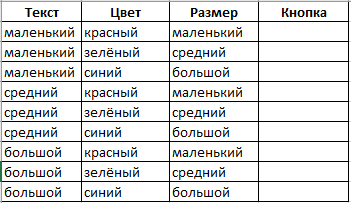 Текст Цвет Размер Кнопка
маленький красный маленький
маленький зелёный средний
маленький синий большой
средний красный маленький
средний зелёный средний
средний синий большой
большой красный маленький
большой зелёный средний
большой синий большой